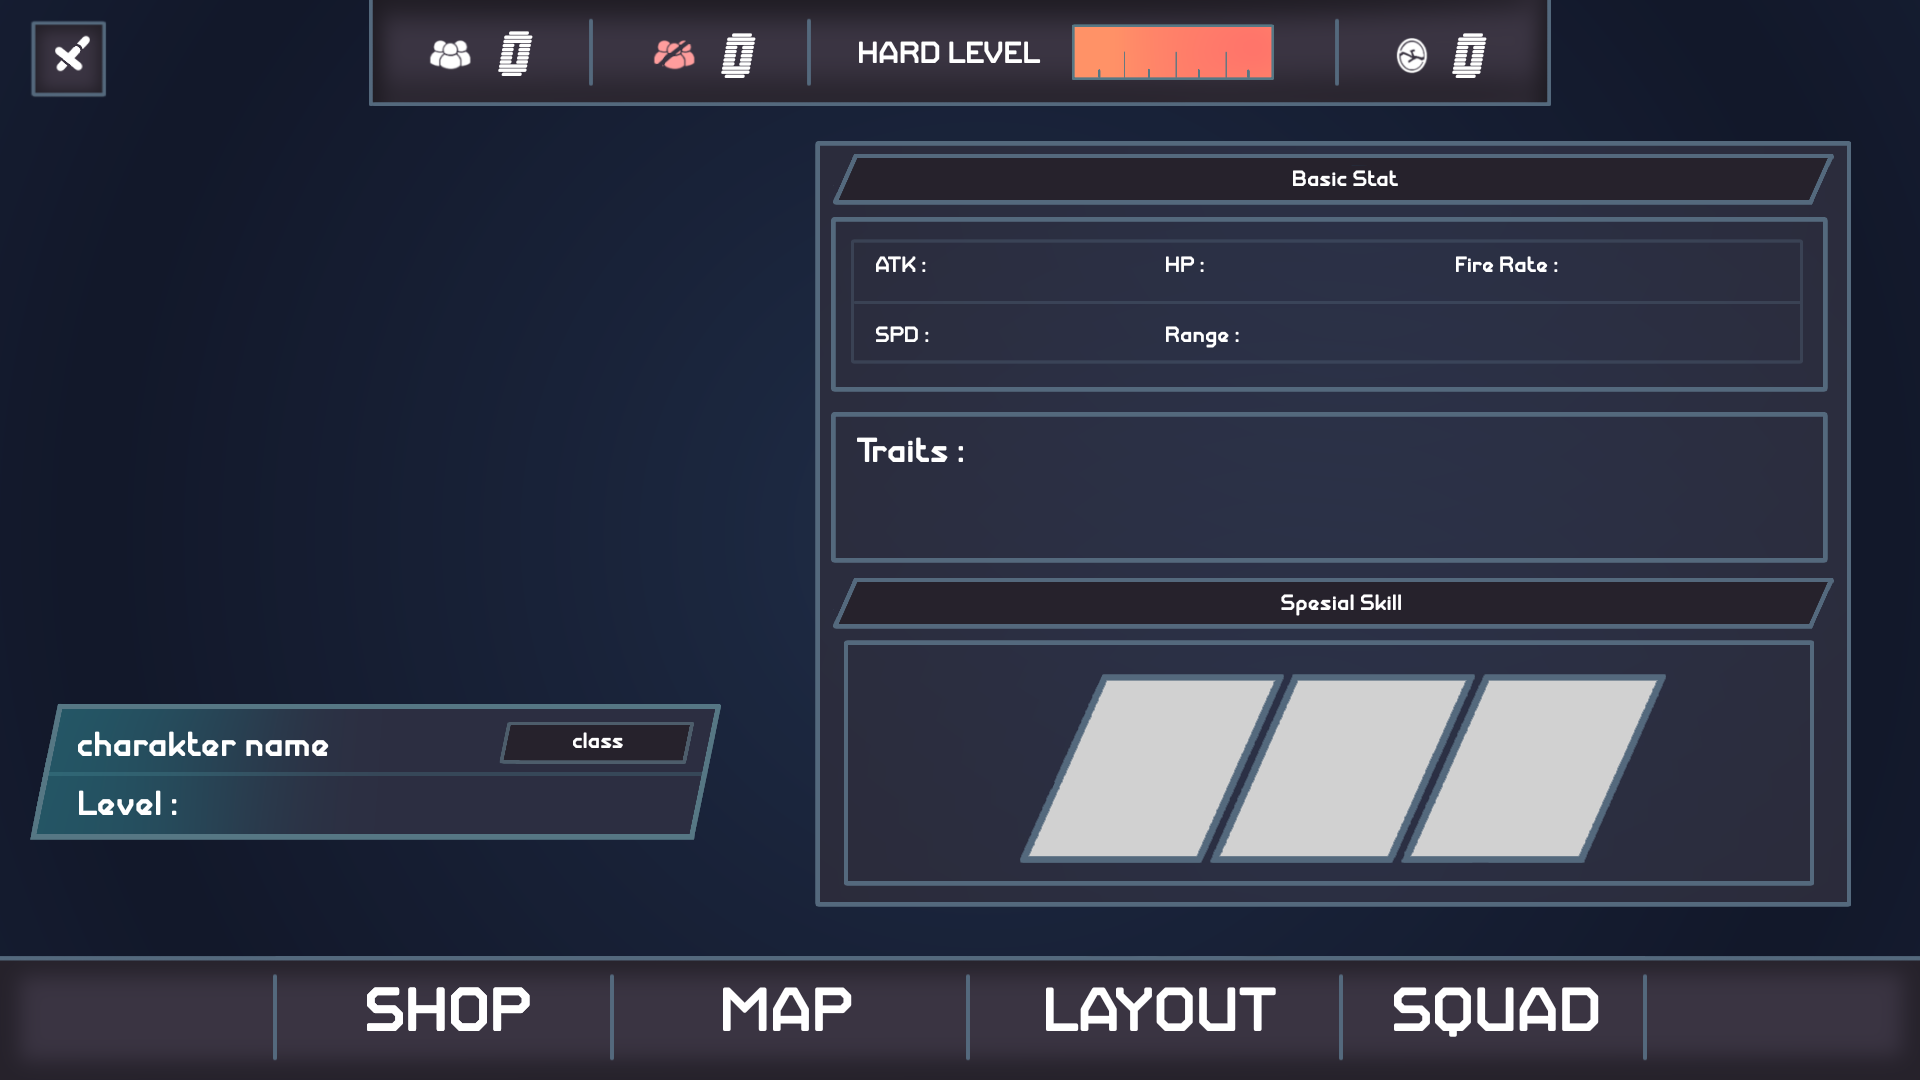 0
0
HARD LEVEL
0
Basic Stat
ATK :
HP :
Fire Rate :
SPD :
Range :
Traits :
Spesial Skill
charakter name
class
Level :
SHOP
MAP
LAYOUT
SQUAD